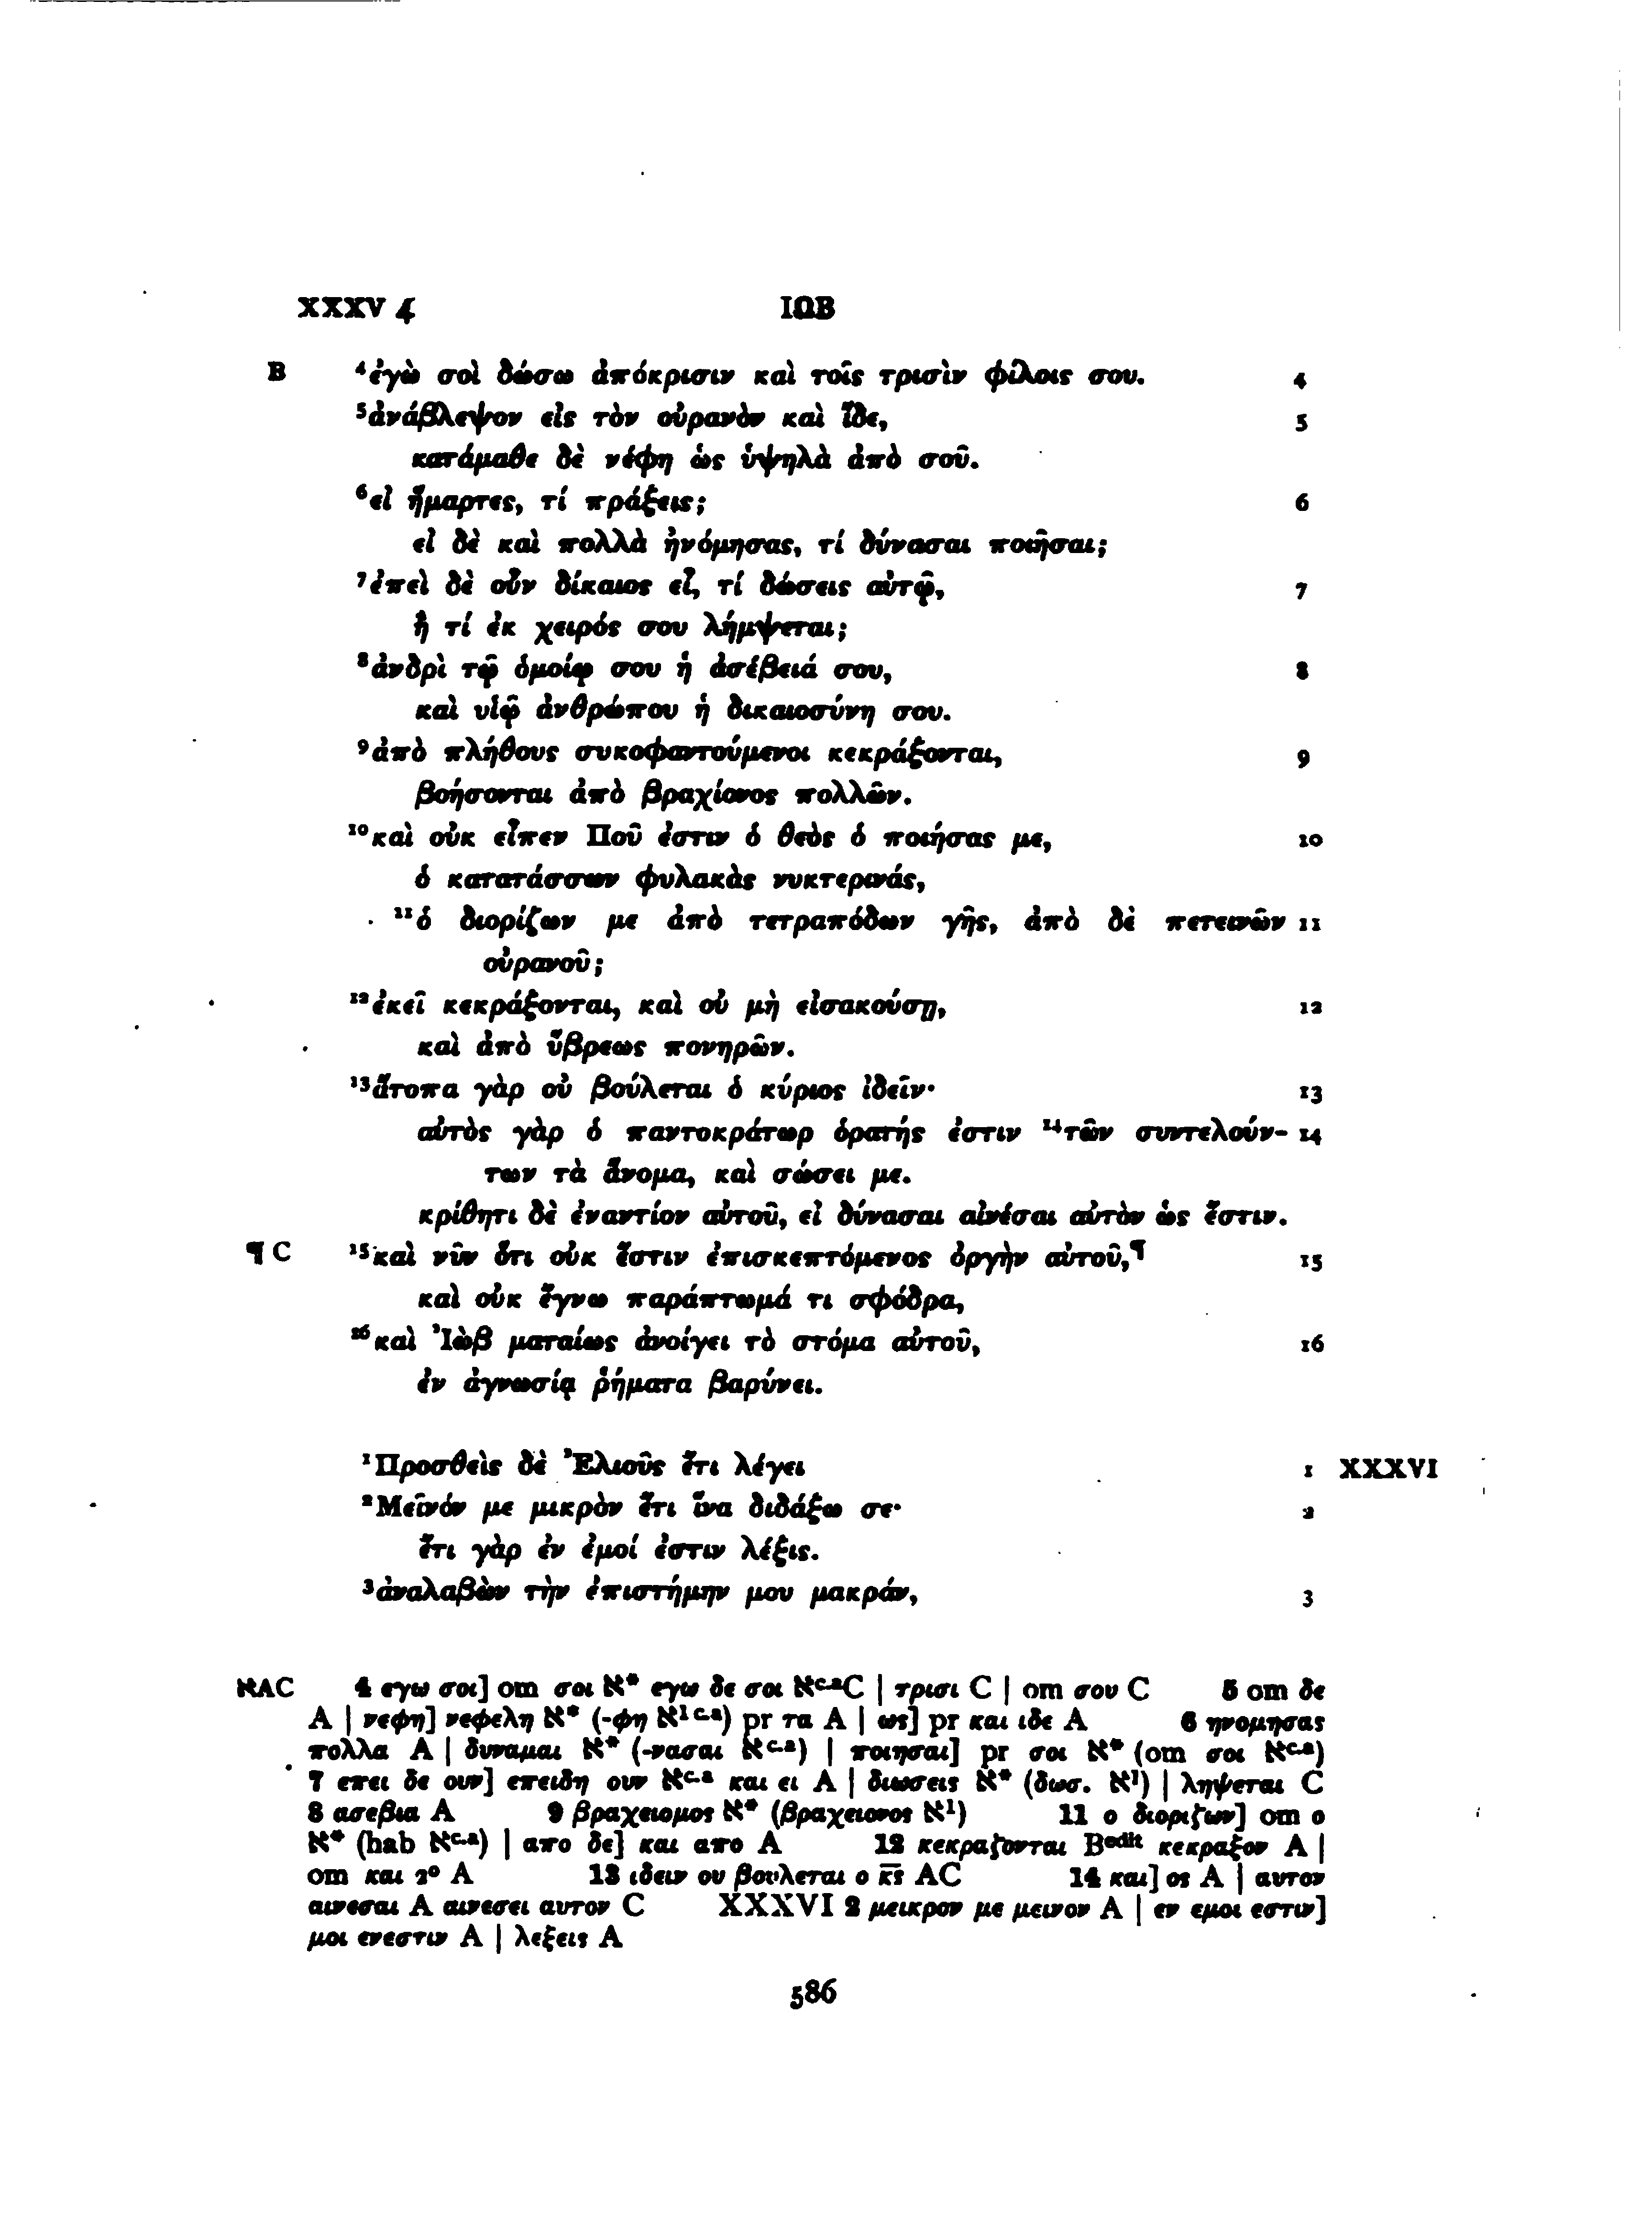 XXXV 4 ΙΩΒ
B ⁴ἐγὼ σοὶ δώσω ἀπόκρισιν καὶ τοῖς τρισὶν φίλοις σου. 4
⁵ἀνάβλεψον εἰς τὸν οὐρανὸν καὶ ἴδε, 5
κατάμαθε δὲ νέφη ὡς ὑψηλὰ ἀπὸ σοῦ.
⁶εἰ ἥμαρτες, τί πράξεις; 6
εἰ δὲ καὶ πολλὰ ἠνόμησας, τί δύνασαι ποιῆσαι;
⁷ἐπεὶ δὲ οὖν δίκαιος εἶ, τί δώσεις αὐτῷ, 7
ἢ τί ἐκ χειρός σου λήμψεται;
⁸ἀνδρὶ τῷ ὁμοίῳ σου ἡ ἀσέβειά σου, 8
καὶ υἱῷ ἀνθρώπου ἡ δικαιοσύνη σου.
⁹ἀπὸ πλήθους συκοφαντούμενοι κεκράξονται, 9
βοήσονται ἀπὸ βραχίονος πολλῶν.
¹⁰καὶ οὐκ εἶπεν Ποῦ ἐστιν ὁ θεὸς ὁ ποιήσας με, 10
ὁ κατατάσσων φυλακὰς νυκτερινάς,
¹¹ὁ διορίζων με ἀπὸ τετραπόδων γῆς, ἀπὸ δὲ πετεινῶν 11
οὐρανοῦ;
¹²ἐκεῖ κεκράξονται, καὶ οὐ μὴ εἰσακούσῃ, 12
καὶ ἀπὸ ὕβρεως πονηρῶν.
¹³ἄτοπα γὰρ οὐ βούλεται ὁ κύριος ἰδεῖν· 13
αὐτὸς γὰρ ὁ παντοκράτωρ ὁρατής ἐστιν ¹⁴τῶν συντελούν- 14
των τὰ ἄνομα, καὶ σώσει με.
κρίθητι δὲ ἐναντίον αὐτοῦ, εἰ δύνασαι αἰνέσαι αὐτὸν ὡς ἔστιν.
¶ C ¹⁵καὶ νῦν ὅτι οὐκ ἔστιν ἐπισκεπτόμενος ὀργὴν αὐτοῦ,¶ 15
καὶ οὐκ ἔγνω παράπτωμά τι σφόδρα,
¹⁶καὶ Ἰὼβ ματαίως ἀνοίγει τὸ στόμα αὐτοῦ, 16
ἐν ἀγνωσίᾳ ῥήματα βαρύνει.
¹Προσθεὶς δὲ Ἐλιοῦς ἔτι λέγει 1 XXXVI
²Μεῖνόν με μικρὸν ἔτι ἵνα διδάξω σε· 2
ἔτι γὰρ ἐν ἐμοί ἐστιν λέξις.
³ἀναλαβὼν τὴν ἐπιστήμην μου μακράν, 3
ℵAC 4 εγω σοι] om σοι ℵ* εγω δε σοι ℵᶜ·ᵃC | τρισι C | om σου C 5 om δε
A | νεφη] νεφελη ℵ* (-φη ℵ¹ ᶜ·ᵃ) pr τα A | ως] pr και ιδε A 6 ηνομησας
πολλα A | δυναμαι ℵ* (-νασαι ℵᶜ·ᵃ) | ποιησαι] pr σοι ℵ* (om σοι ℵᶜ·ᵃ)
7 επει δε ουν] επειδη ουν ℵᶜ·ᵃ και ει A | διωσεις ℵ* (δωσ. ℵ¹) | ληψεται C
8 ασεβια A 9 βραχειομος ℵ* (βραχειονος ℵ¹) 11 ο διοριζων] om ο
ℵ* (hab ℵᶜ·ᵃ) | απο δε] και απο A 12 κεκραζονται Bᵉᵈⁱᵗ κεκραξον A |
om και 2⁰ A 13 ιδειν ου βουλεται ο κ̅ς̅ AC 14 και] ος A | αυτον
αινεσαι A αινεσει αυτον C XXXVI 2 μεικρον με μεινον A | εν εμοι εστιν]
μοι ενεστιν A | λεξεις A
586